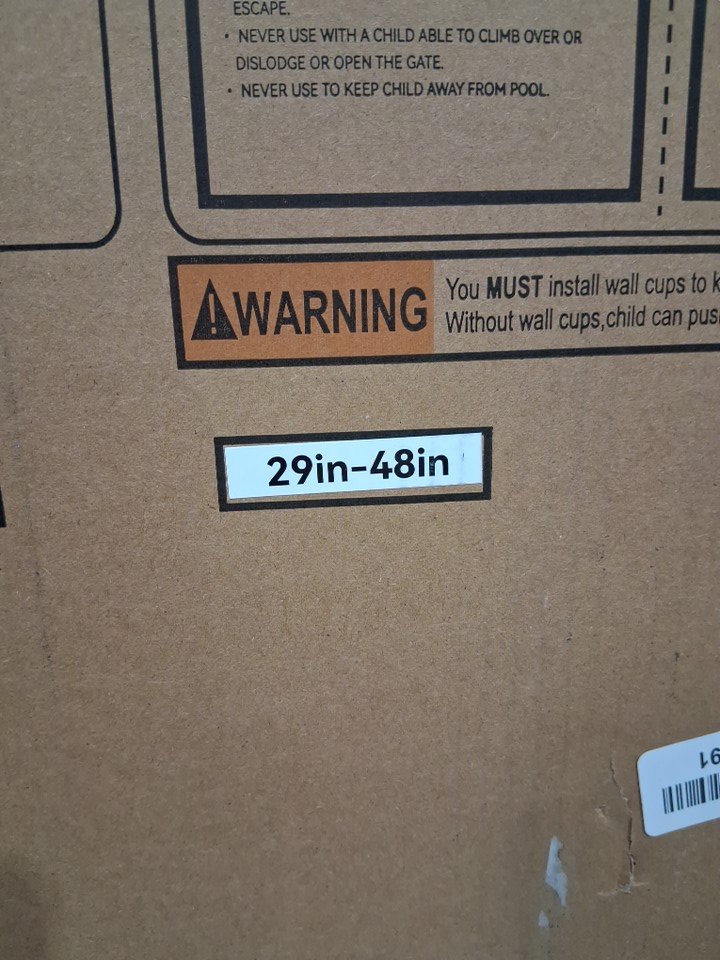 ESCAPE.
• NEVER USE WITH A CHILD ABLE TO CLIMB OVER OR
DISLODGE OR OPEN THE GATE.
• NEVER USE TO KEEP CHILD AWAY FROM POOL.
WARNING
You MUST install wall cups to
Without wall cups,child can
29in-48in